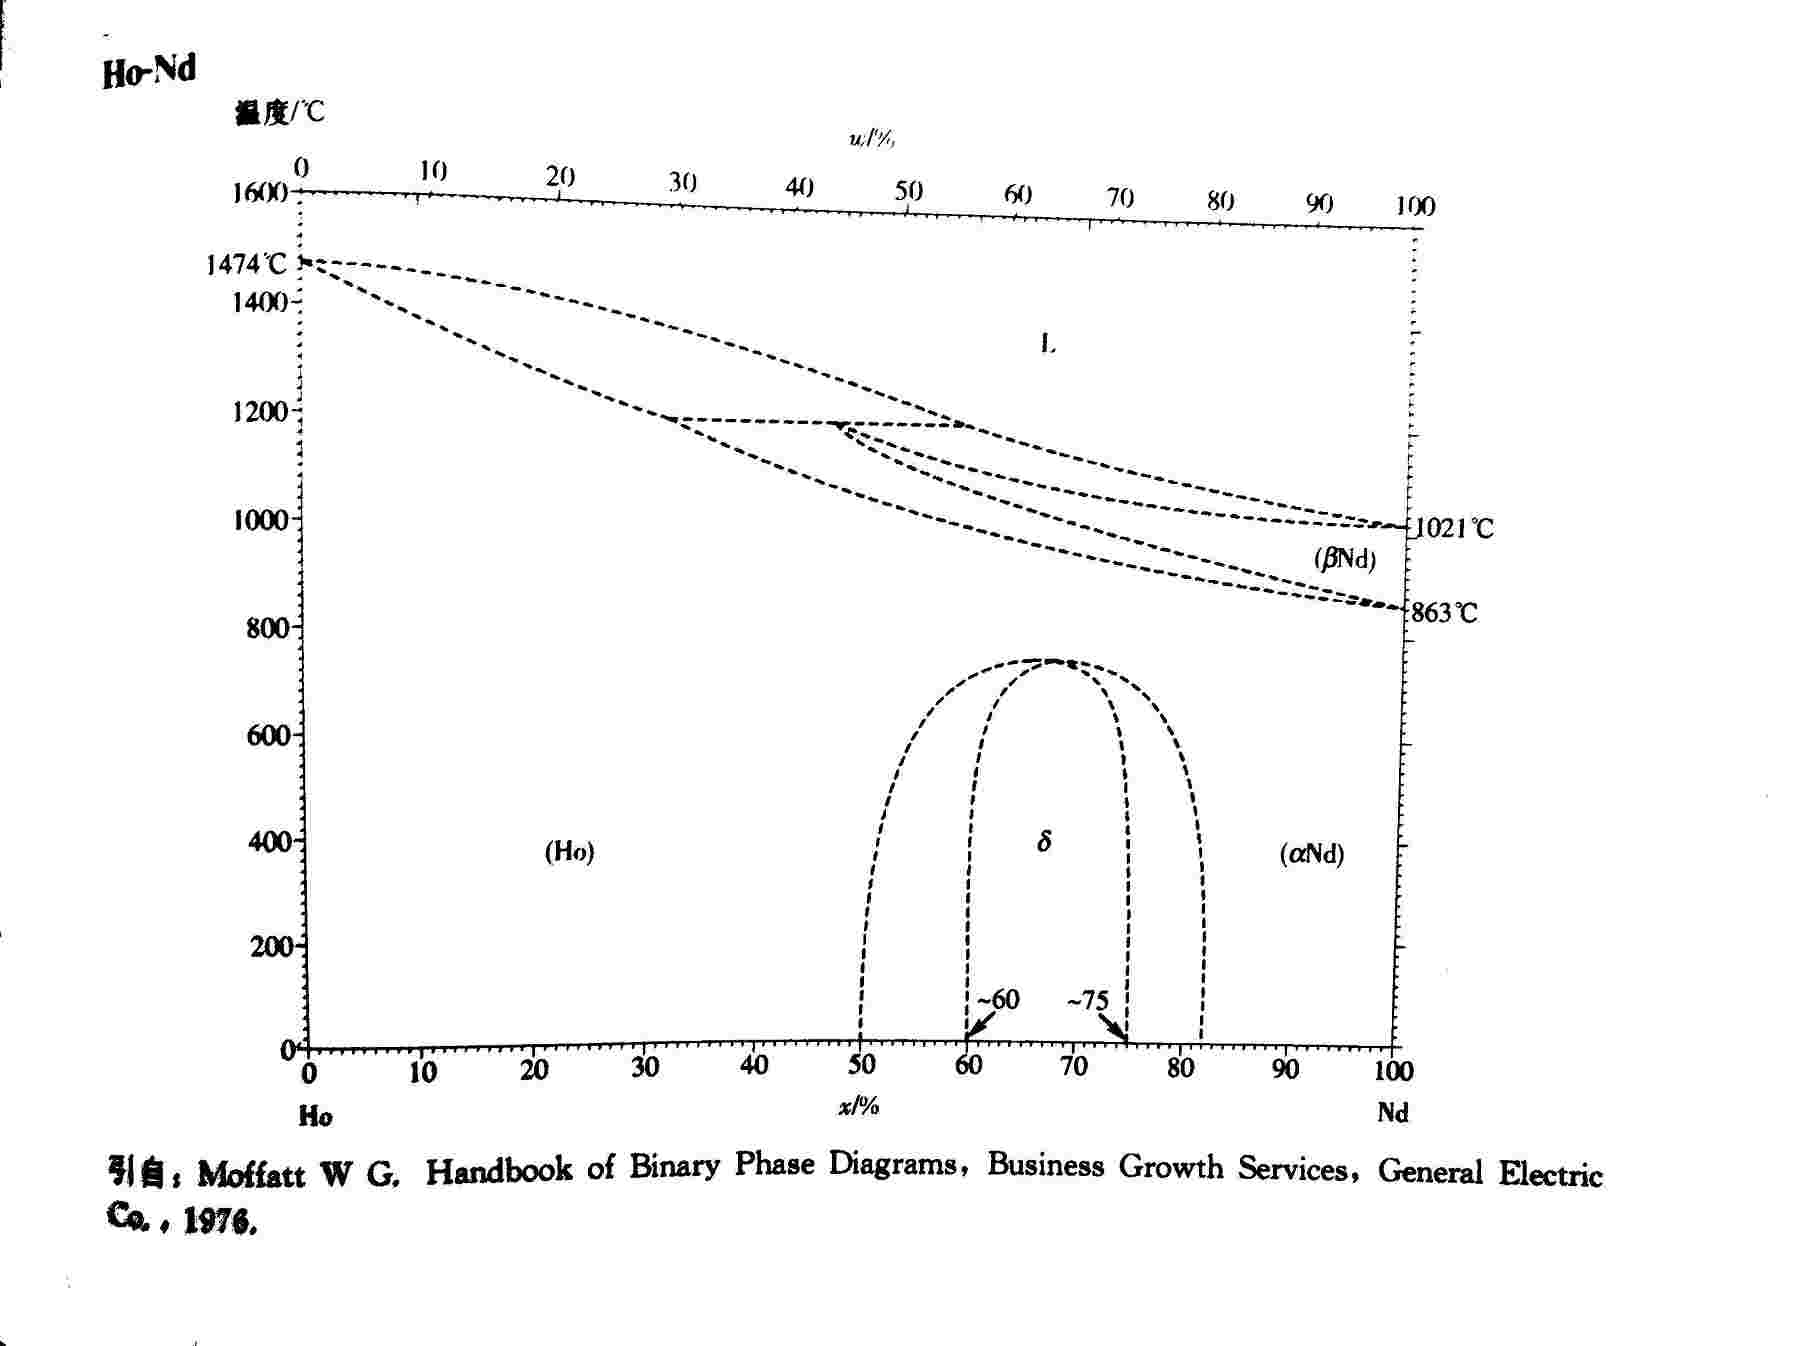 Ho-Nd
温度/℃
w/%
0 10 20 30 40 50 60 70 80 90 100
1600
1474℃
1400
L
1200
1000
1021℃
(βNd)
863℃
800
600
400
(Ho)
δ
(αNd)
200
~60 ~75
0
0 10 20 30 40 50 60 70 80 90 100
Ho x/% Nd
引自: Moffatt W G. Handbook of Binary Phase Diagrams, Business Growth Services, General Electric
Co., 1976.